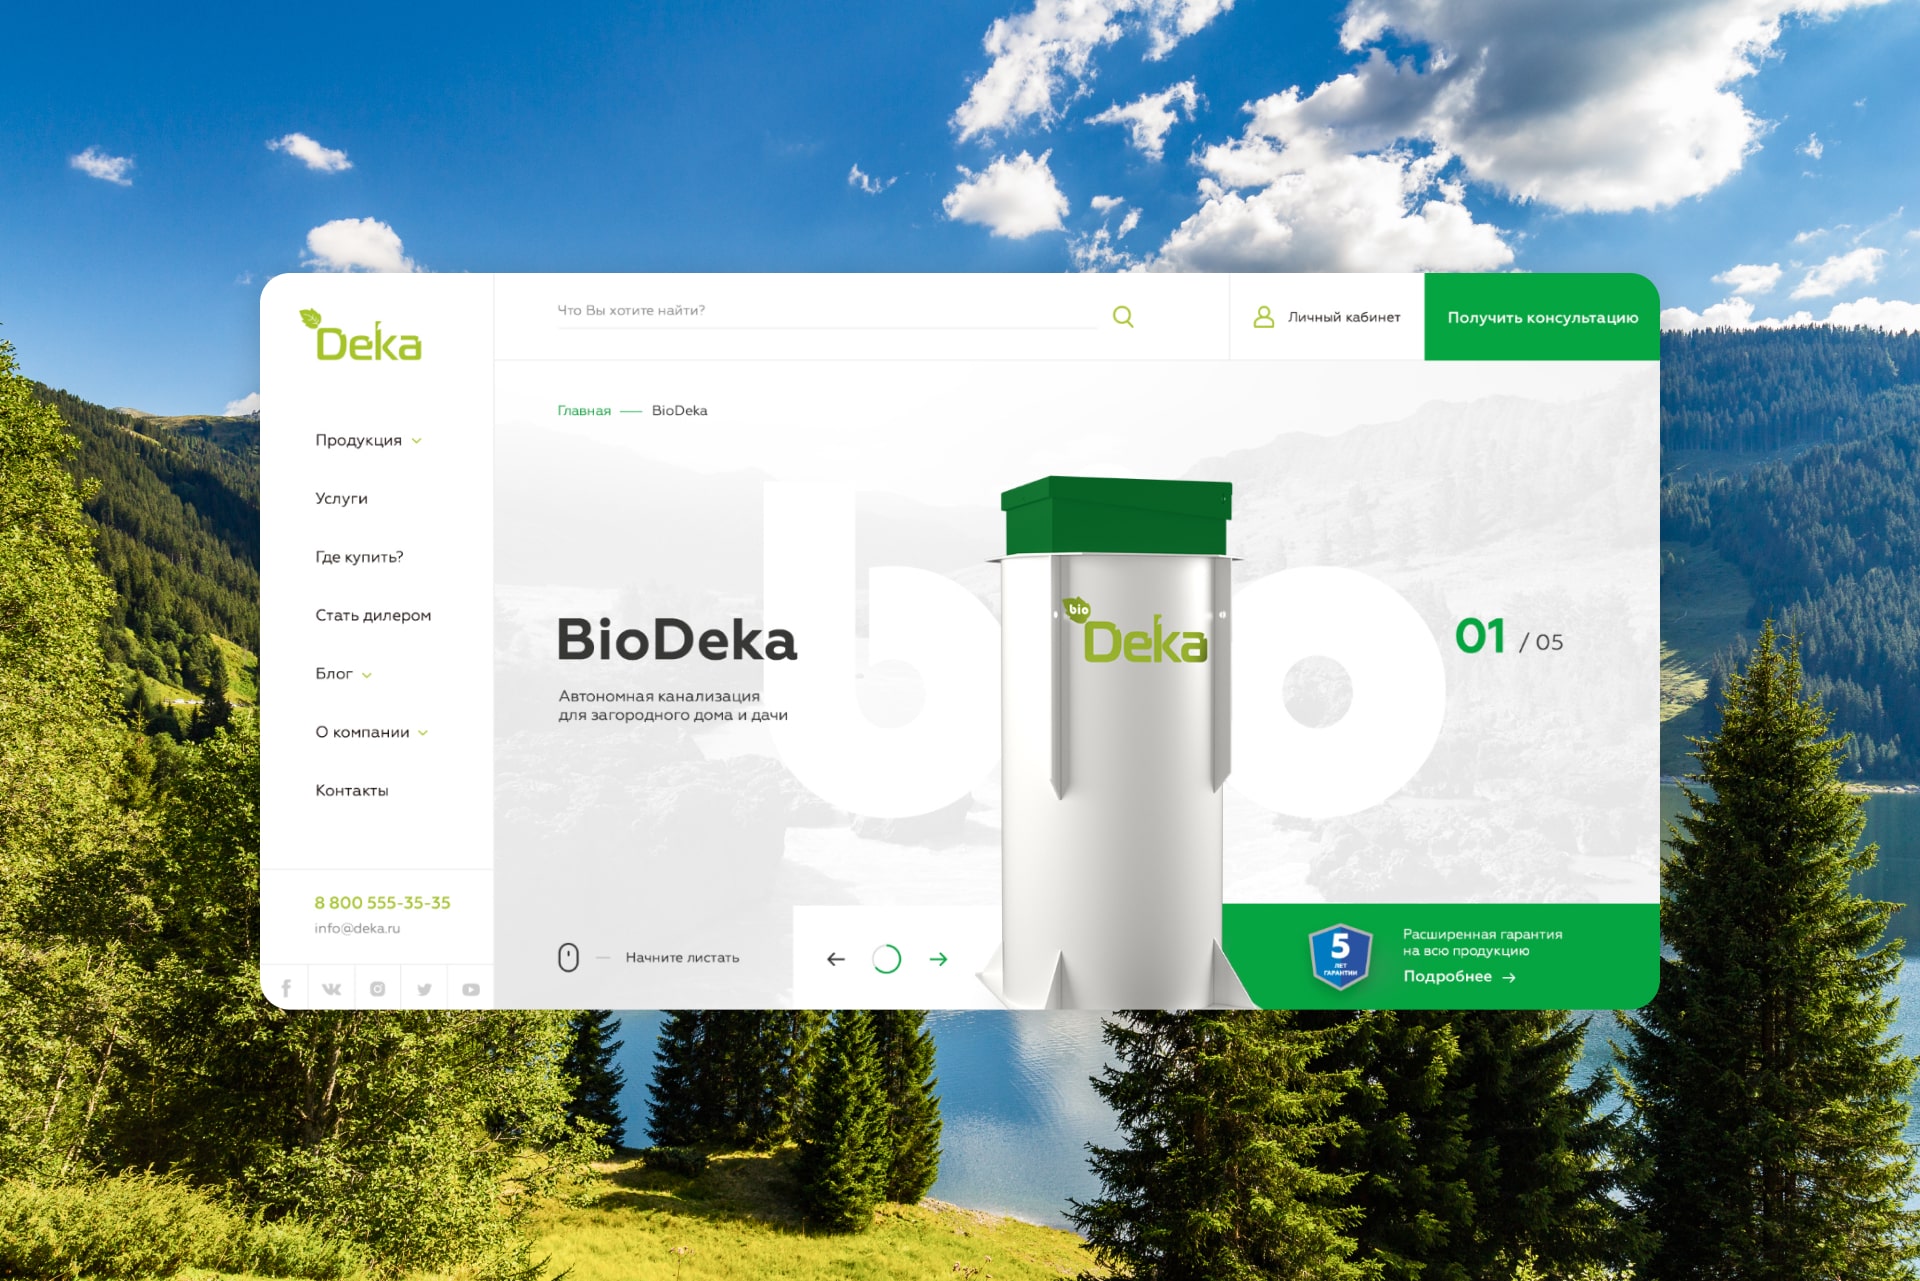 Deka
Что Вы хотите найти?
Личный кабинет
Получить консультацию
Продукция
Услуги
Где купить?
Стать дилером
Блог
О компании
Контакты
8 800 555-35-35
info@deka.ru
Главная — BioDeka
bio
BioDeka
Автономная канализация
для загородного дома и дачи
bio
Deka
01 / 05
Начните листать
5
ЛЕТ
ГАРАНТИИ
Расширенная гарантия
на всю продукцию
Подробнее →